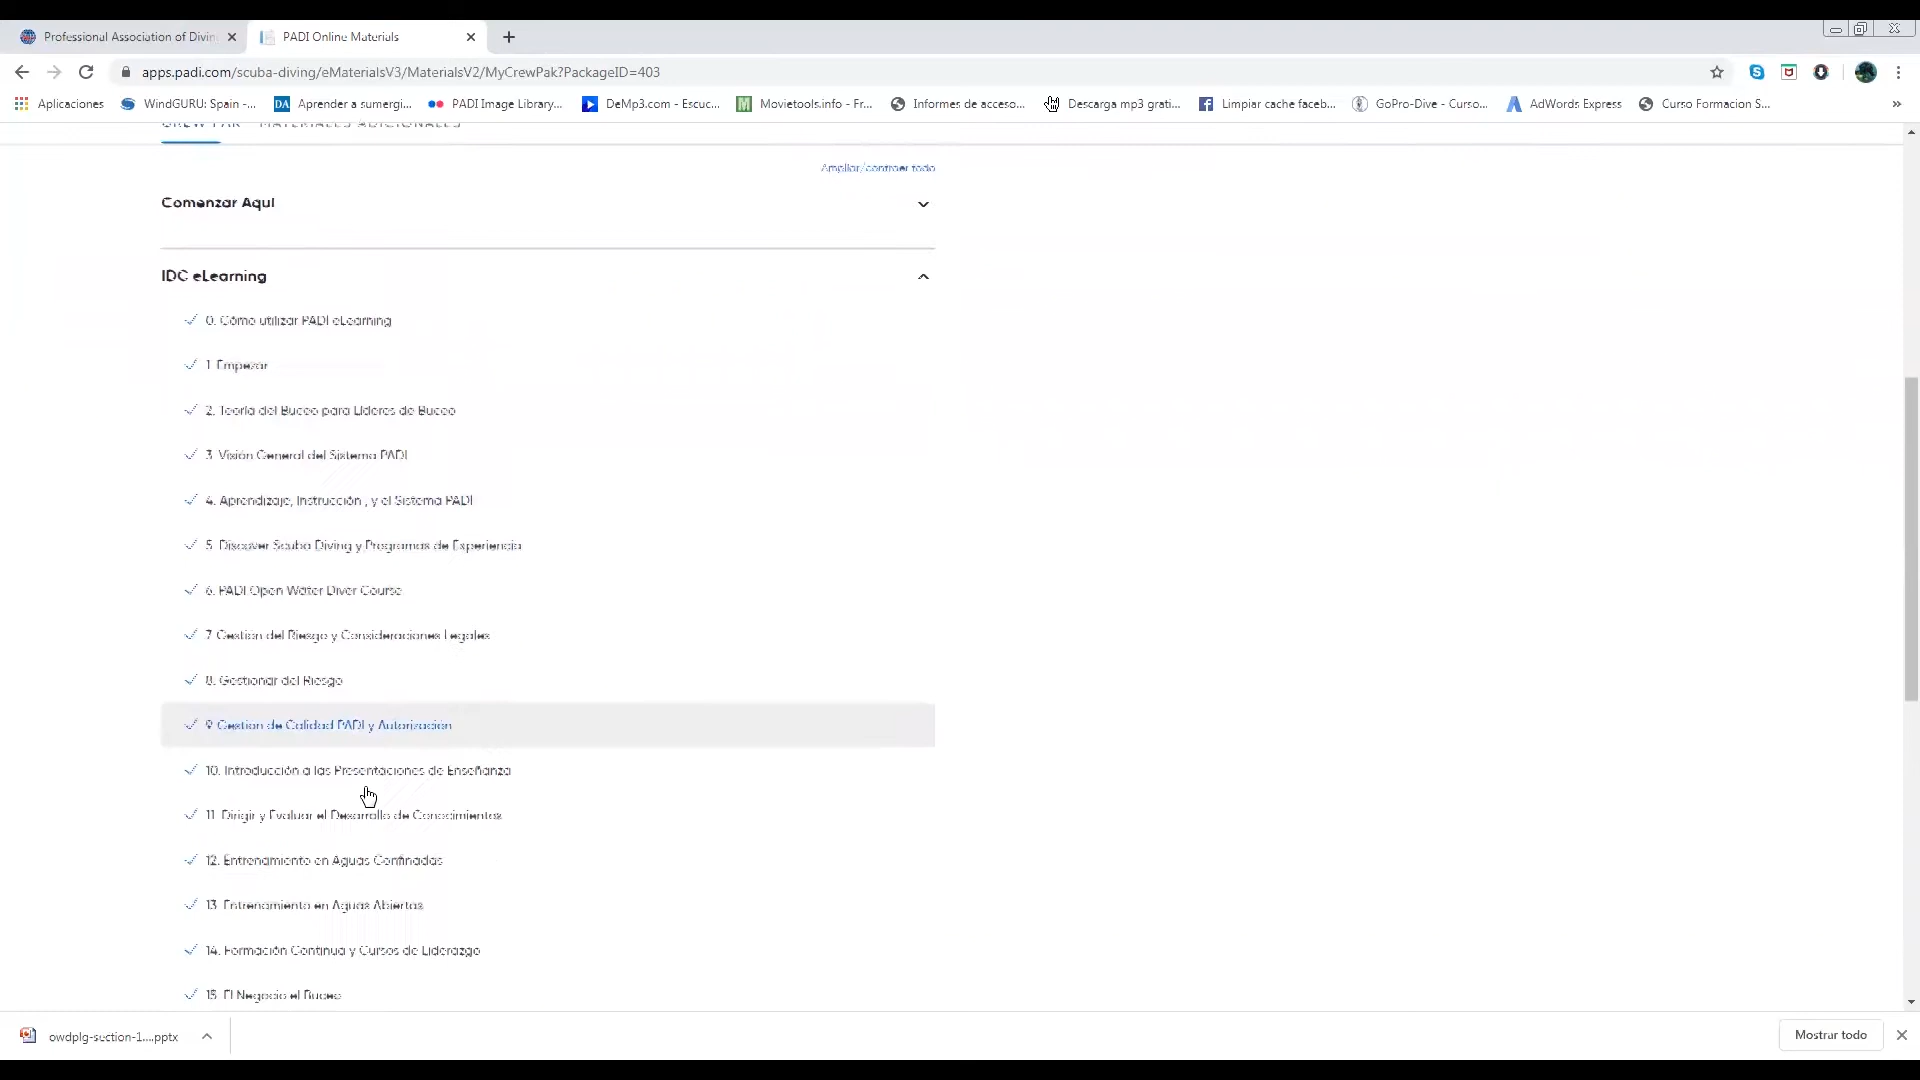 Professional Association of Divin
PADI Online Materials
apps.padi.com/scuba-diving/eMaterialsV3/MaterialsV2/MyCrewPak?PackageID=403
Aplicaciones
WindGURU: Spain -...
DA
Aprender a sumergi...
PADI Image Library...
DeMp3.com - Escuc...
M
Movietools.info - Fr...
Informes de acceso...
Descarga mp3 grati...
Limpiar cache faceb...
GoPro-Dive - Curso...
AdWords Express
Curso Formacion S...
»
CREW PAK MATERIALES ADICIONALES
Ampliar/contraer todo
Comenzar Aquí
IDC eLearning
0. Cómo utilizar PADI eLearning
1. Empezar
2. Teoría del Buceo para Líderes de Buceo
3. Visión General del Sistema PADI
4. Aprendizaje, Instrucción , y el Sistema PADI
5. Discover Scuba Diving y Programas de Experiencia
6. PADI Open Water Diver Course
7. Gestión del Riesgo y Consideraciones Legales
8. Gestionar del Riesgo
9. Gestión de Calidad PADI y Autorización
10. Introducción a las Presentaciones de Enseñanza
11. Dirigir y Evaluar el Desarrollo de Conocimientos
12. Entrenamiento en Aguas Confinadas
13. Entrenamiento en Aguas Abiertas
14. Formación Continua y Cursos de Liderazgo
15. El Negocio el Buceo
owdplg-section-1....pptx
Mostrar todo